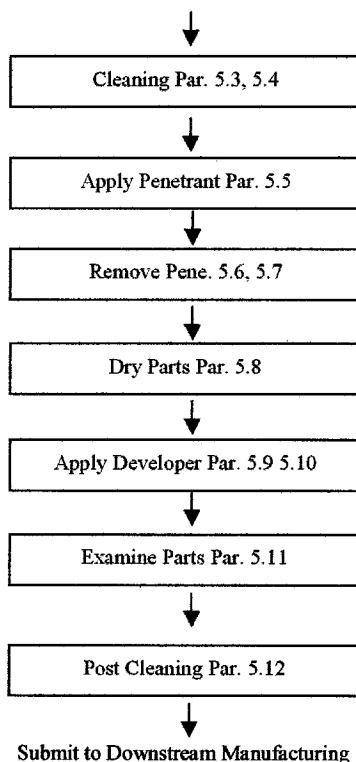 Cleaning Par. 5.3, 5.4
Apply Penetrant Par. 5.5
Remove Pene. 5.6, 5.7
Dry Parts Par. 5.8
Apply Developer Par. 5.9 5.10
Examine Parts Par. 5.11
Post Cleaning Par. 5.12
Submit to Downstream Manufacturing